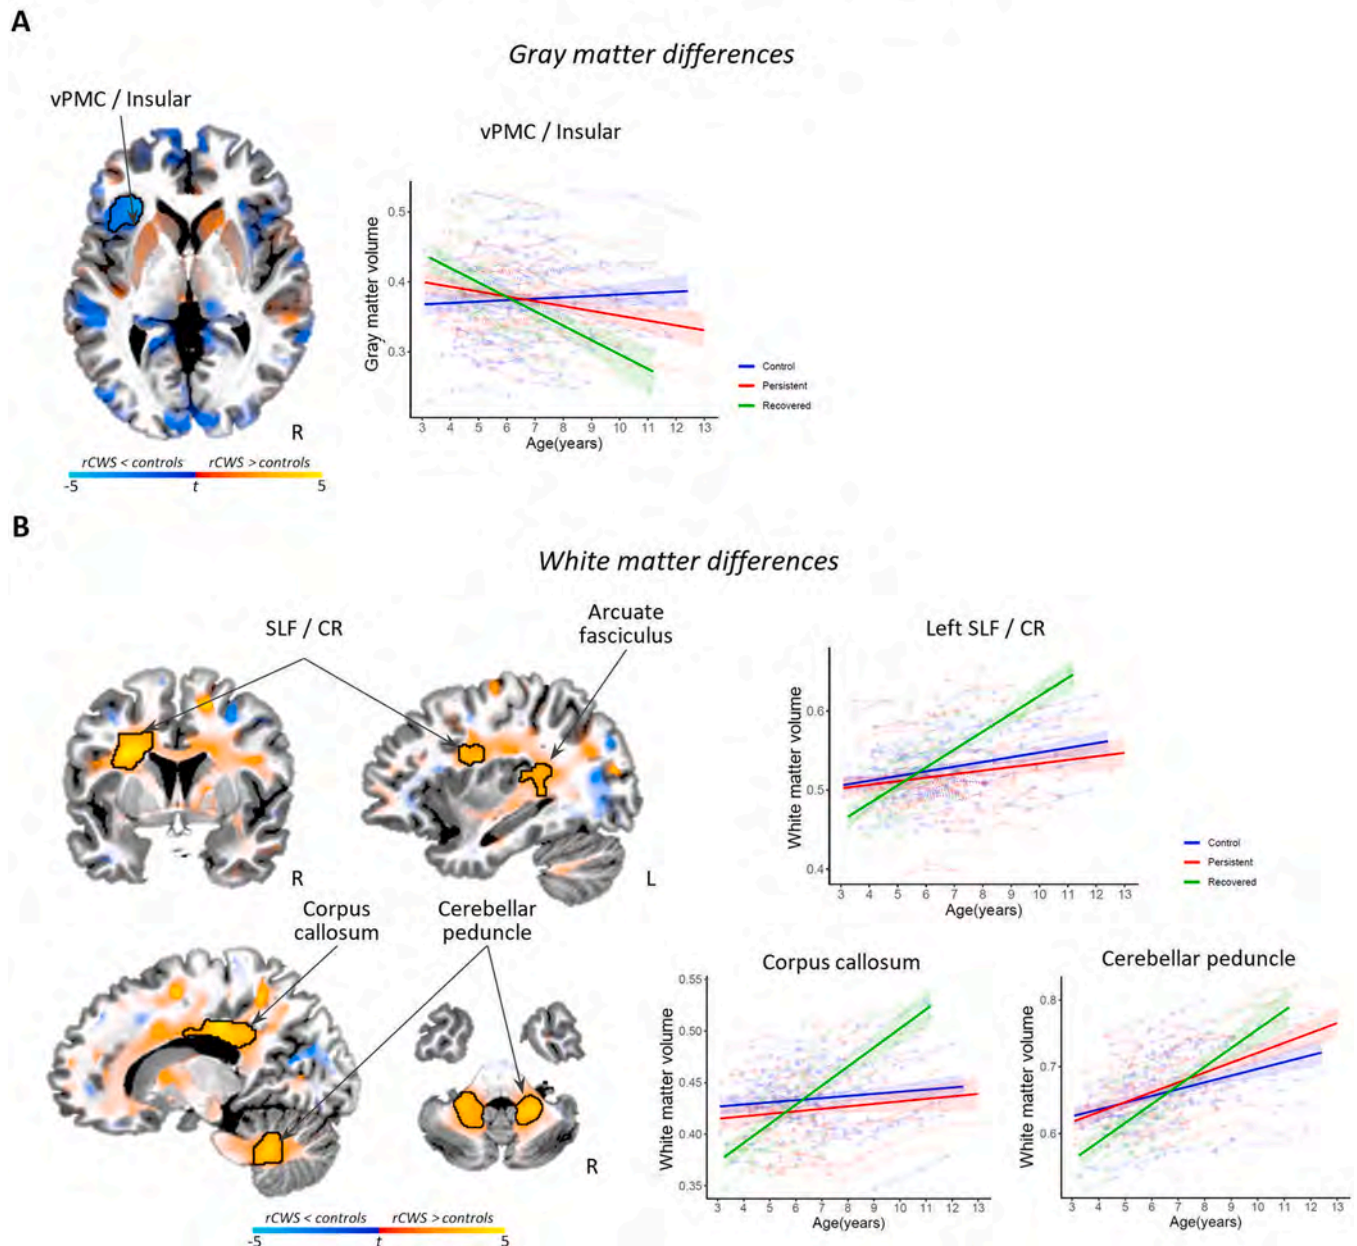 A
Gray matter differences
vPMC / Insular
vPMC / Insular
Gray matter volume
0.5
0.4
0.3
3 4 5 6 7 8 9 10 11 12 13
Age(years)
Control
Persistent
Recovered
R
rCWS < controls rCWS > controls
-5 t 5
B
White matter differences
SLF / CR
Arcuate
fasciculus
R
L
Left SLF / CR
White matter volume
0.6
0.5
0.4
3 4 5 6 7 8 9 10 11 12 13
Age(years)
Control
Persistent
Recovered
Corpus
callosum
Cerebellar
peduncle
R
rCWS < controls rCWS > controls
-5 t 5
Corpus callosum
White matter volume
0.55
0.50
0.45
0.40
0.35
3 4 5 6 7 8 9 10 11 12 13
Age(years)
Cerebellar peduncle
White matter volume
0.8
0.7
0.6
3 4 5 6 7 8 9 10 11 12 13
Age(years)